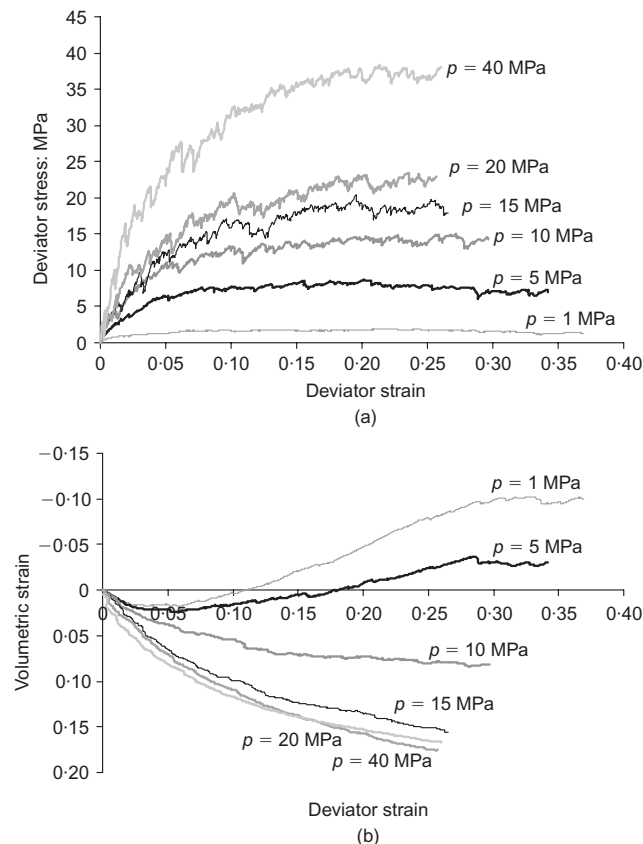 45
40
35
30
25
20
15
10
5
0
Deviator stress: MPa
p = 40 MPa
p = 20 MPa
p = 15 MPa
p = 10 MPa
p = 5 MPa
p = 1 MPa
0 0·05 0·10 0·15 0·20 0·25 0·30 0·35 0·40
Deviator strain
(a)
−0·15
−0·10
−0·05
0
0·05
0·10
0·15
0·20
Volumetric strain
p = 1 MPa
p = 5 MPa
0 0·05 0·10 0·15 0·20 0·25 0·30 0·35 0·40
p = 10 MPa
p = 15 MPa
p = 20 MPa
p = 40 MPa
Deviator strain
(b)